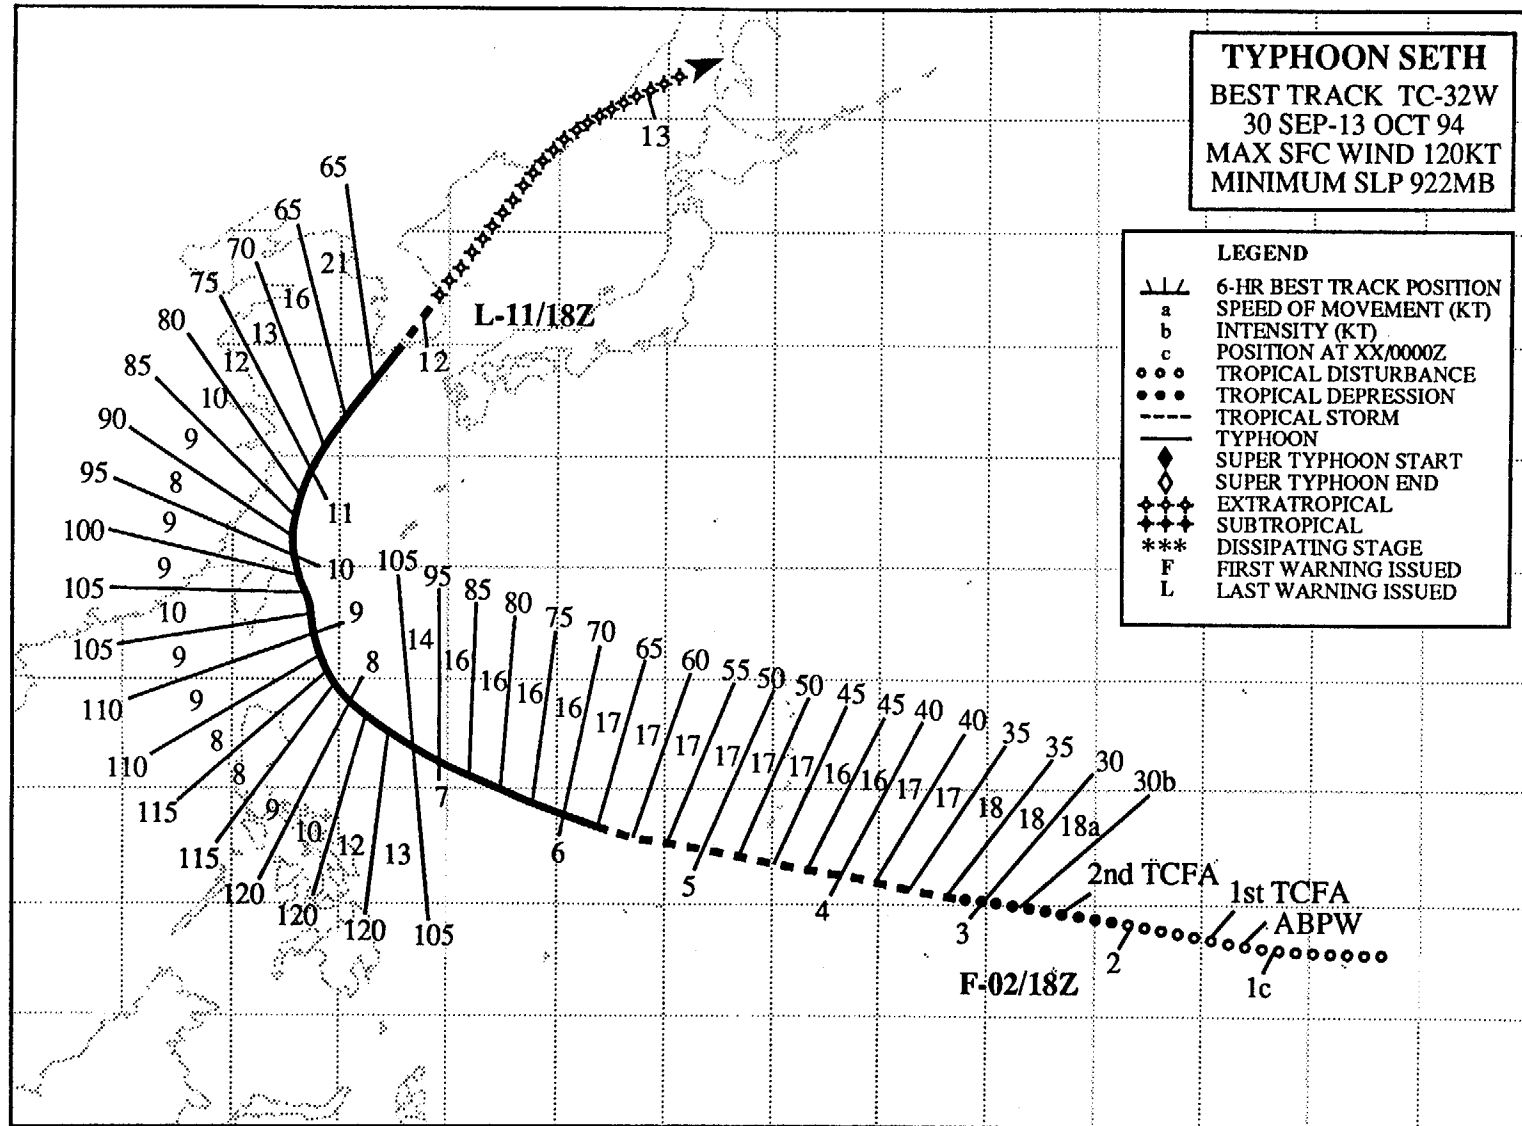 TYPHOON SETH
BEST TRACK TC-32W
30 SEP-13 OCT 94
MAX SFC WIND 120KT
MINIMUM SLP 922MB
LEGEND
6-HR BEST TRACK POSITION
a SPEED OF MOVEMENT (KT)
b INTENSITY (KT)
c POSITION AT XX/0000Z
TROPICAL DISTURBANCE
TROPICAL DEPRESSION
TROPICAL STORM
TYPHOON
SUPER TYPHOON START
SUPER TYPHOON END
EXTRATROPICAL
SUBTROPICAL
*** DISSIPATING STAGE
F FIRST WARNING ISSUED
L LAST WARNING ISSUED
13
L-11/18Z
12
65
65
70
75
80
85
90
95
100
105
105
110
110
115
115
120
120
120
105
21
16
13
12
10
9
8
9
9
10
9
9
8
8
9
10
12
13
11
10
9
8
7
6
5
4
3
2
1c
105
95
85
80
75
70
65
60
55
50
50
45
45
40
40
35
35
30
30b
14
16
16
16
16
17
17
17
17
17
17
16
16
17
17
18
18
18a
2nd TCFA
1st TCFA
ABPW
F-02/18Z